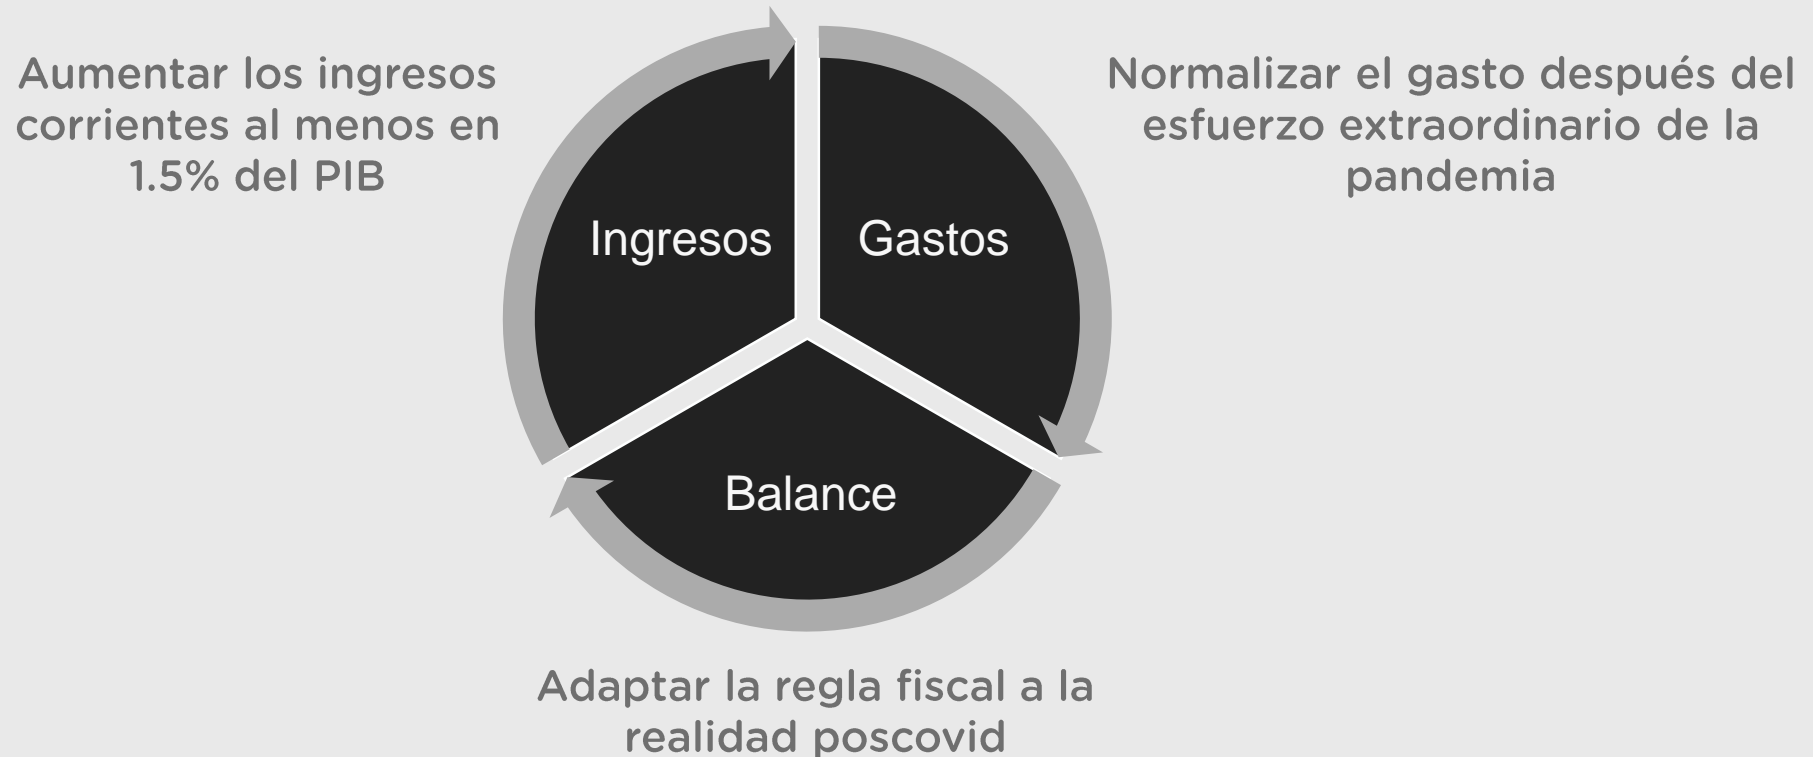 Aumentar los ingresos
corrientes al menos en
1.5% del PIB
Normalizar el gasto después del
esfuerzo extraordinario de la
pandemia
Ingresos
Gastos
Balance
Adaptar la regla fiscal a la
realidad poscovid